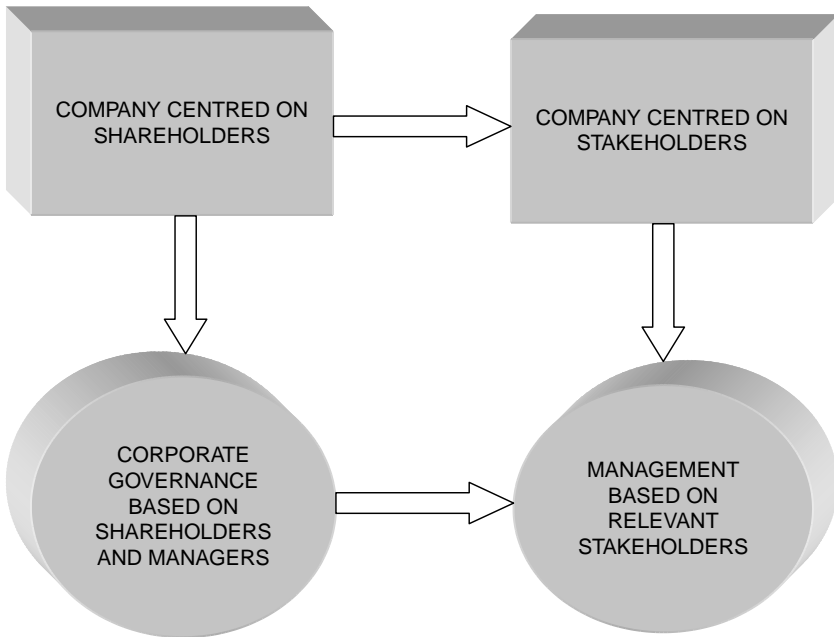 COMPANY CENTRED ON
SHAREHOLDERS
COMPANY CENTRED ON
STAKEHOLDERS
CORPORATE
GOVERNANCE
BASED ON
SHAREHOLDERS
AND MANAGERS
MANAGEMENT
BASED ON
RELEVANT
STAKEHOLDERS